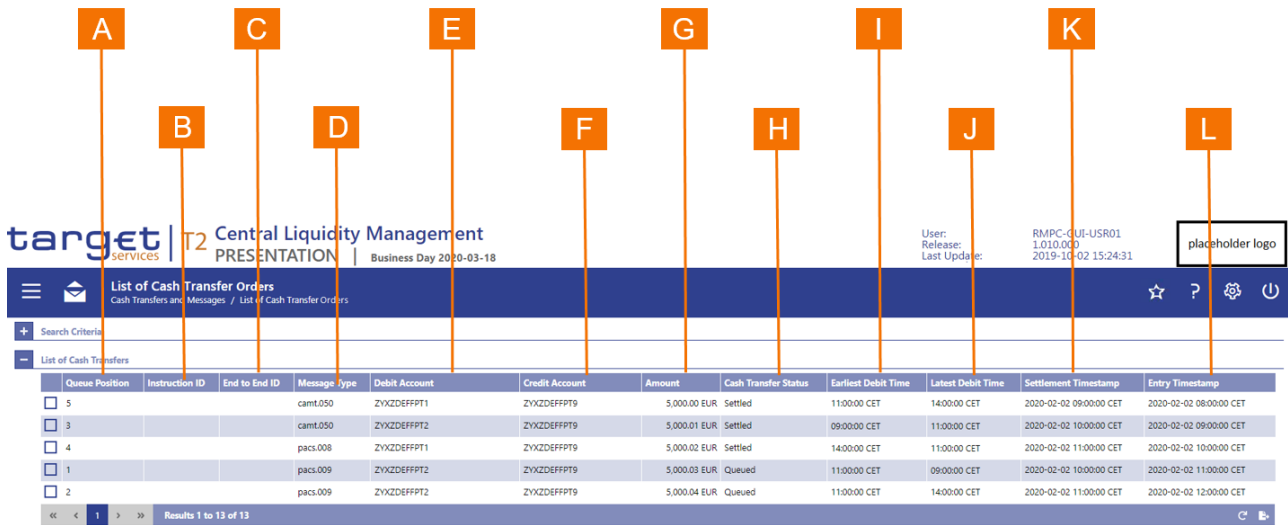 A C E G I K
B D F H J L
target services | T2 Central Liquidity Management
PRESENTATION | Business Day 2020-03-18
User: RMPC-GUI-USR01
Release: 1.010.000
Last Update: 2019-10-02 15:24:31
placeholder logo
List of Cash Transfer Orders
Cash Transfers and Messages / List of Cash Transfer Orders
?
+ Search Criteria
− List of Cash Transfers
Queue Position Instruction ID End to End ID Message Type Debit Account Credit Account Amount Cash Transfer Status Earliest Debit Time Latest Debit Time Settlement Timestamp Entry Timestamp
5 camt.050 ZYXZDEFFPT1 ZYXZDEFFPT9 5,000.00 EUR Settled 11:00:00 CET 14:00:00 CET 2020-02-02 09:00:00 CET 2020-02-02 08:00:00 CET
3 camt.050 ZYXZDEFFPT2 ZYXZDEFFPT9 5,000.01 EUR Settled 09:00:00 CET 11:00:00 CET 2020-02-02 10:00:00 CET 2020-02-02 09:00:00 CET
4 pacs.008 ZYXZDEFFPT1 ZYXZDEFFPT9 5,000.02 EUR Settled 14:00:00 CET 11:00:00 CET 2020-02-02 11:00:00 CET 2020-02-02 10:00:00 CET
1 pacs.009 ZYXZDEFFPT2 ZYXZDEFFPT9 5,000.03 EUR Queued 11:00:00 CET 09:00:00 CET 2020-02-02 10:00:00 CET 2020-02-02 11:00:00 CET
2 pacs.009 ZYXZDEFFPT2 ZYXZDEFFPT9 5,000.04 EUR Queued 11:00:00 CET 14:00:00 CET 2020-02-02 11:00:00 CET 2020-02-02 12:00:00 CET
« ‹ 1 › » Results 1 to 13 of 13